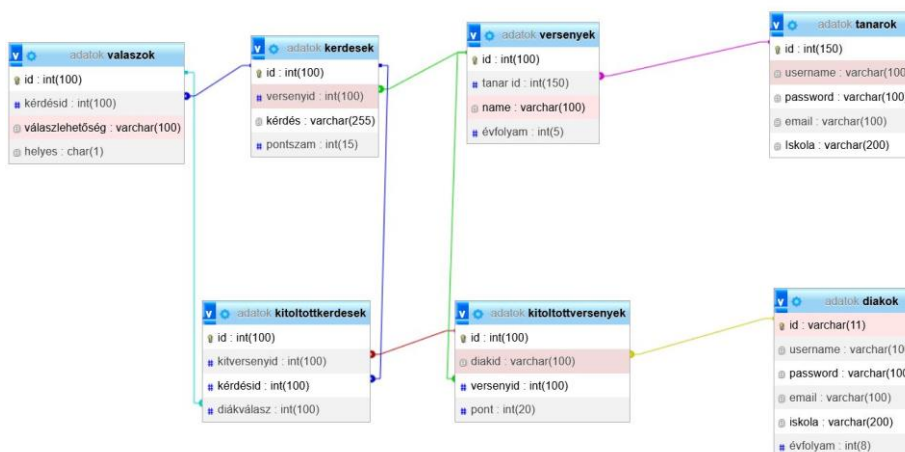 adatok valaszok
id : int(100)
kérdésid : int(100)
válaszlehetőség : varchar(100)
helyes : char(1)
adatok kerdesek
id : int(100)
versenyid : int(100)
kérdés : varchar(255)
pontszam : int(15)
adatok versenyek
id : int(100)
tanar id : int(150)
name : varchar(100)
évfolyam : int(5)
adatok tanarok
id : int(150)
username : varchar(100
password : varchar(100)
email : varchar(100)
Iskola : varchar(200)
adatok kitoltottkerdesek
id : int(100)
kitversenyid : int(100)
kérdésid : int(100)
diákválasz : int(100)
adatok kitoltottversenyek
id : int(100)
diakid : varchar(100)
versenyid : int(100)
pont : int(20)
adatok diakok
id : varchar(11)
username : varchar(10
password : varchar(100
email : varchar(100)
iskola : varchar(200)
évfolyam : int(8)